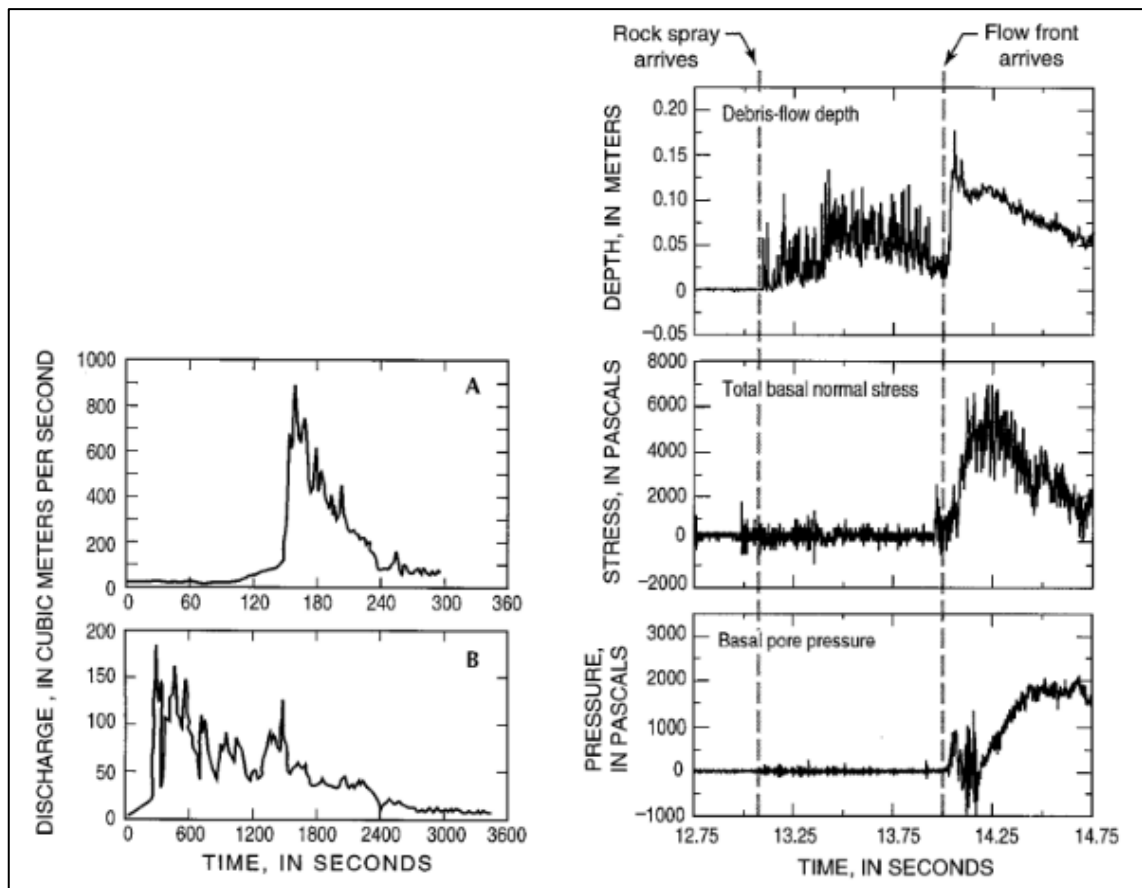 DISCHARGE , IN CUBIC METERS PER SECOND
1000
800
600
400
200
0
A
0 60 120 180 240 300 360
200
150
100
50
0
B
0 600 1200 1800 2400 3000 3600
TIME, IN SECONDS
Rock spray
arrives
Flow front
arrives
DEPTH, IN METERS
0.20
0.15
0.10
0.05
0
−0.05
Debris-flow depth
STRESS, IN PASCALS
8000
6000
4000
2000
0
−2000
Total basal normal stress
PRESSURE,
IN PASCALS
3000
2000
1000
0
−1000
Basal pore pressure
12.75 13.25 13.75 14.25 14.75
TIME, IN SECONDS